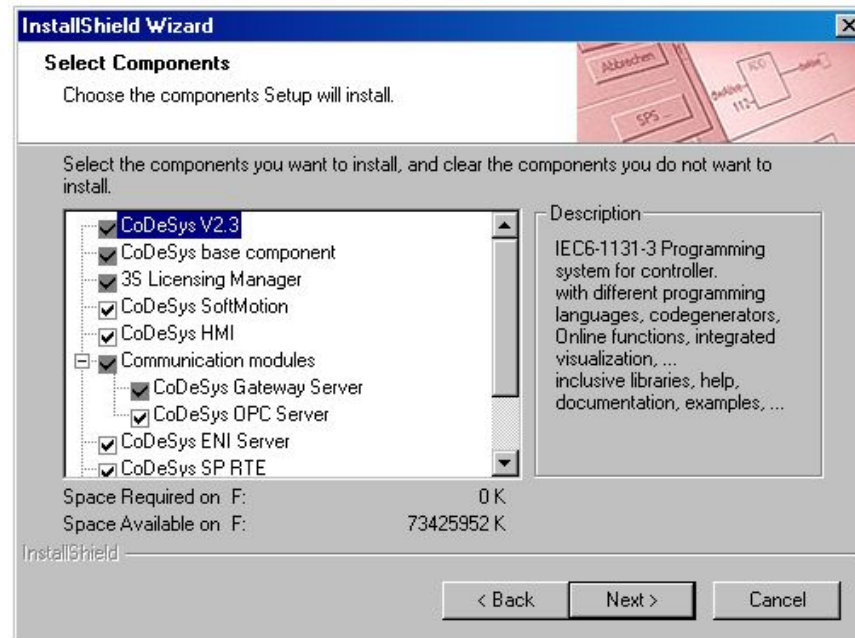 InstallShield Wizard
Select Components
Choose the components Setup will install.
Abbrechen
SPS ...
ADD
112
Select the components you want to install, and clear the components you do not want to
install.
CoDeSys V2.3
CoDeSys base component
3S Licensing Manager
CoDeSys SoftMotion
CoDeSys HMI
Communication modules
CoDeSys Gateway Server
CoDeSys OPC Server
CoDeSys ENI Server
CoDeSys SP RTE
Description
IEC6-1131-3 Programming
system for controller.
with different programming
languages, codegenerators,
Online functions, integrated
visualization, ...
inclusive libraries, help,
documentation, examples, ...
Space Required on F: 0 K
Space Available on F: 73425952 K
InstallShield
< Back
Next >
Cancel